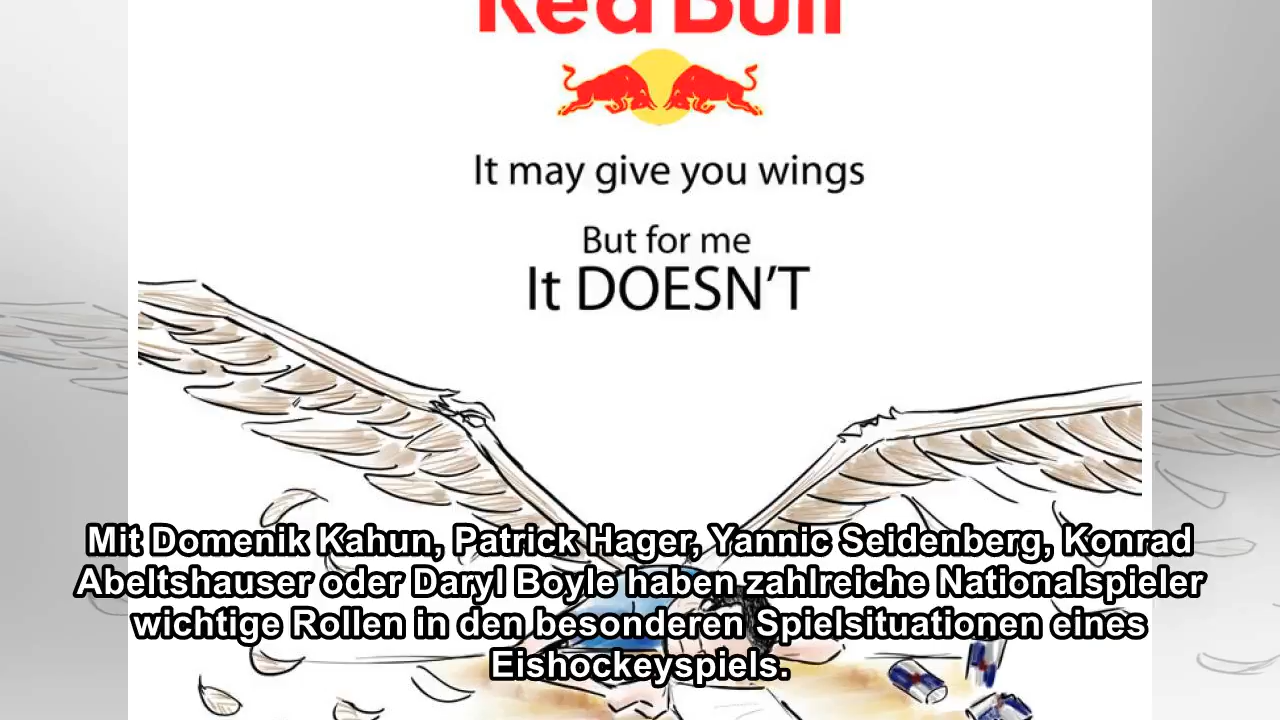 Red Bull
It may give you wings
But for me
It DOESN'T
Mit Domenik Kahun, Patrick Hager, Yannic Seidenberg, Konrad
Abeltshauser oder Daryl Boyle haben zahlreiche Nationalspieler
wichtige Rollen in den besonderen Spielsituationen eines
Eishockeyspiels.